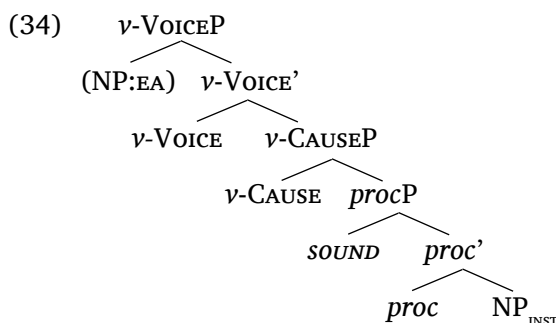 (34) v-VOICEP
(NP:EA) v-VOICE’
v-VOICE v-CAUSEP
v-CAUSE procP
SOUND proc’
proc NP_INST